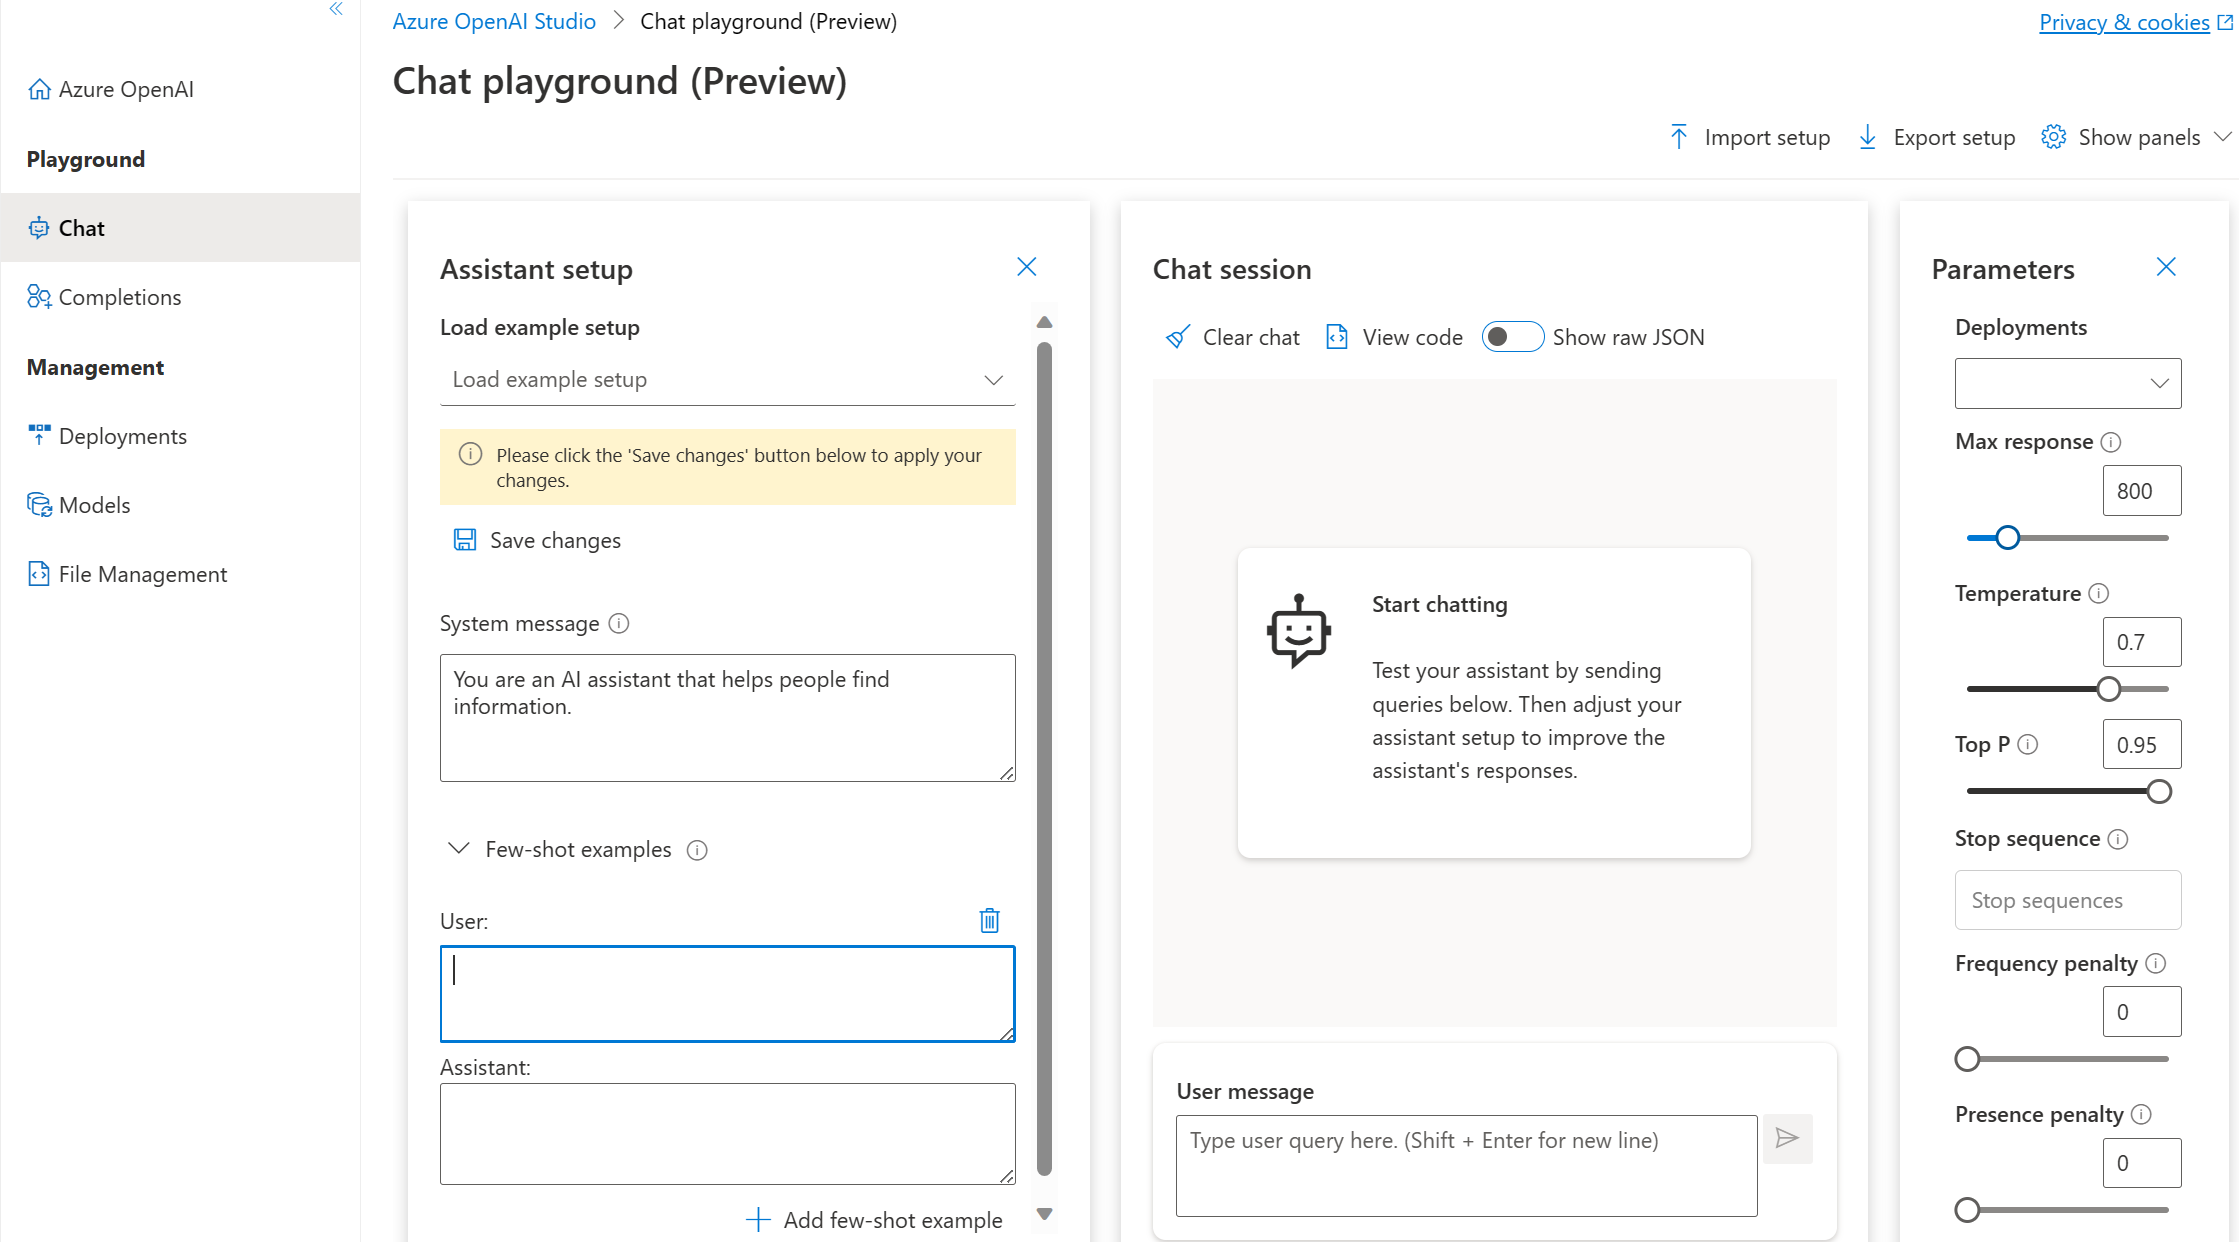 Azure OpenAI Studio > Chat playground (Preview)
Privacy & cookies
Chat playground (Preview)
Import setup
Export setup
Show panels
Azure OpenAI
Playground
Chat
Completions
Management
Deployments
Models
File Management
Assistant setup
Load example setup
Load example setup
Please click the 'Save changes' button below to apply your
changes.
Save changes
System message
You are an AI assistant that helps people find
information.
Few-shot examples
User:
Assistant:
Add few-shot example
Chat session
Clear chat
View code
Show raw JSON
Start chatting
Test your assistant by sending
queries below. Then adjust your
assistant setup to improve the
assistant's responses.
User message
Type user query here. (Shift + Enter for new line)
Parameters
Deployments
Max response
800
Temperature
0.7
Top P
0.95
Stop sequence
Stop sequences
Frequency penalty
0
Presence penalty
0